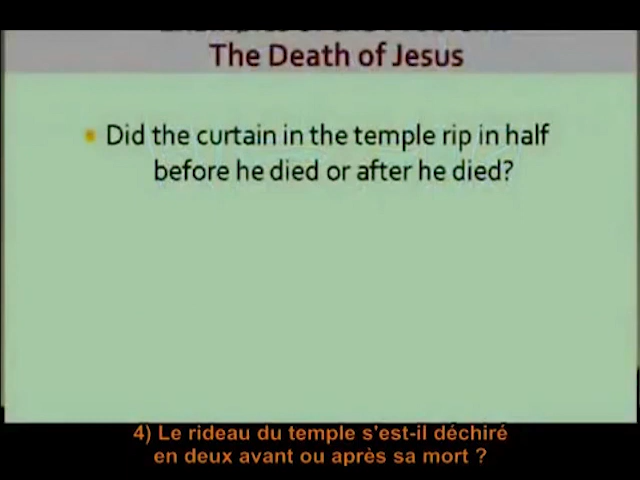 The Death of Jesus
Did the curtain in the temple rip in half
before he died or after he died?
4) Le rideau du temple s'est-il déchiré
en deux avant ou après sa mort ?